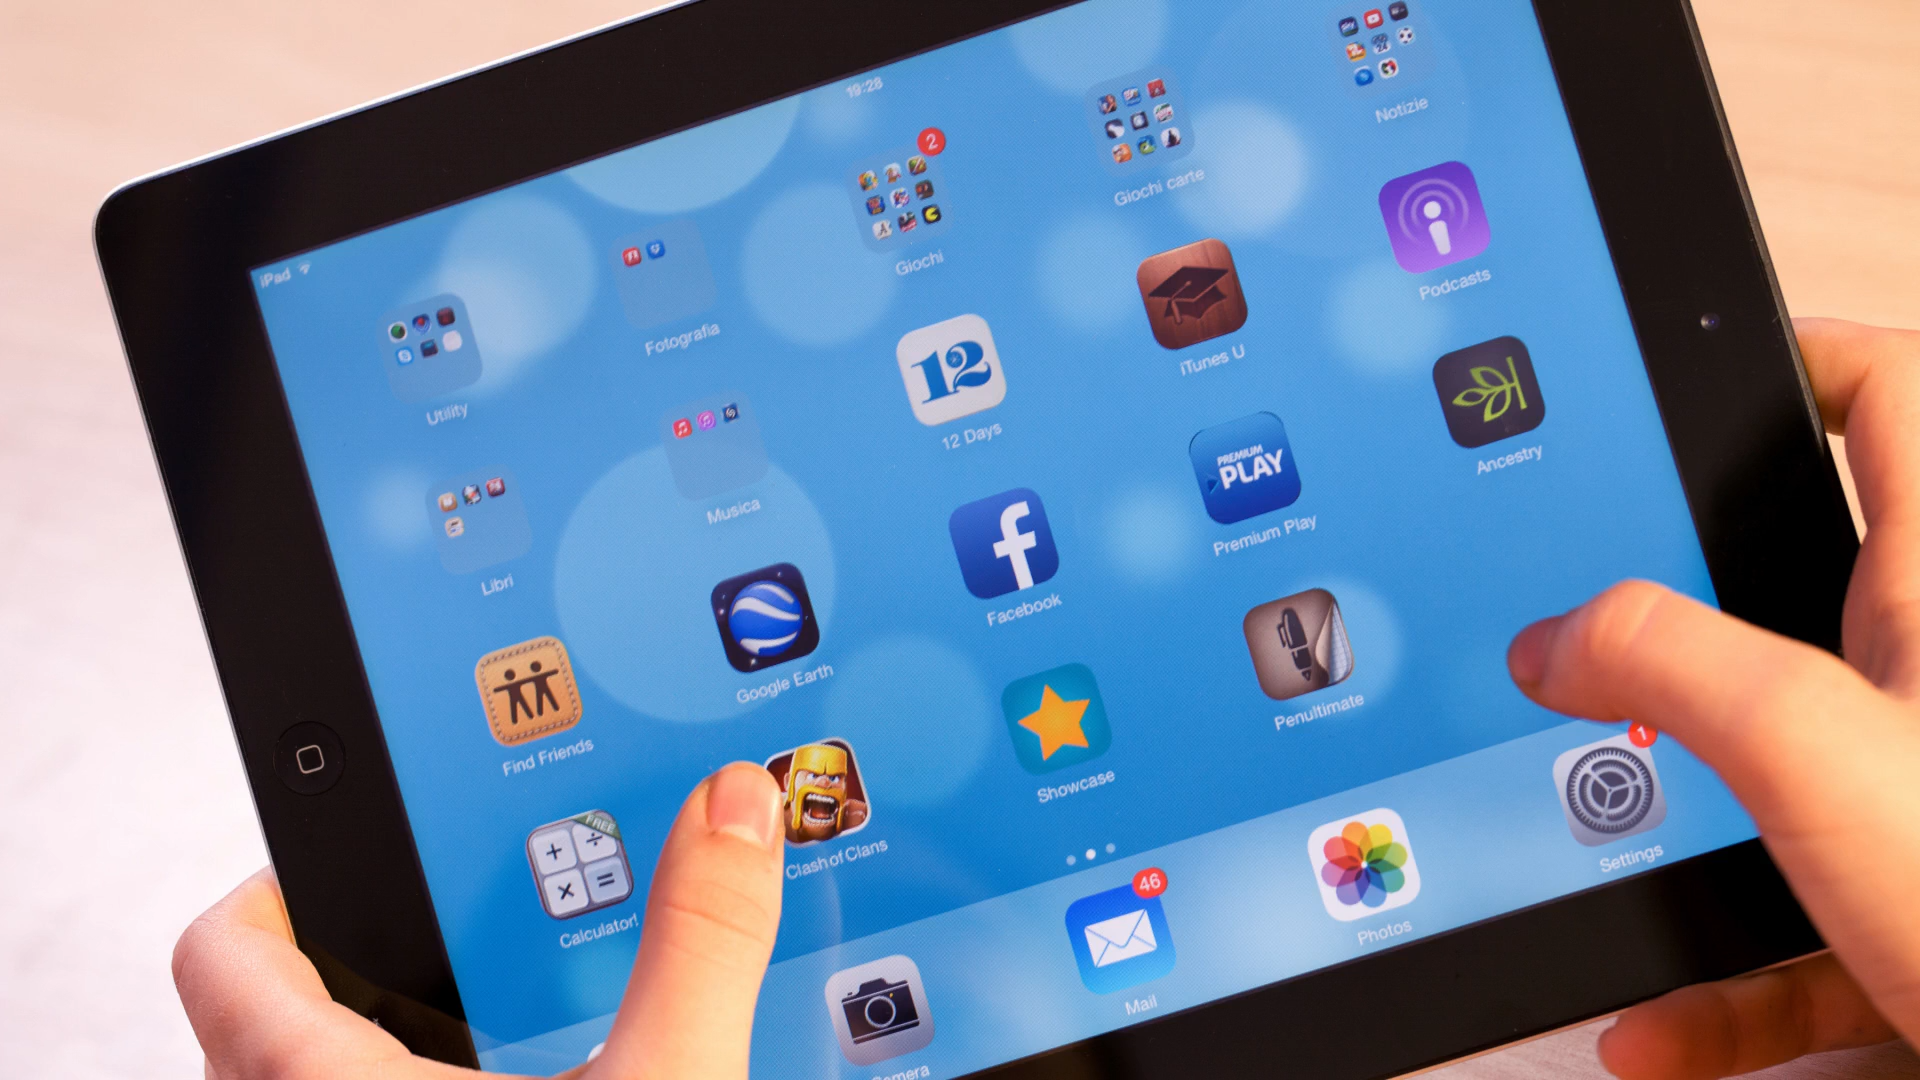 iPad
19:28
Utility
Fotografia
2
Giochi
Giochi carte
Notizie
Libri
Musica
12
12 Days
iTunes U
Podcasts
Find Friends
Google Earth
f
Facebook
PREMIUM
PLAY
Premium Play
Ancestry
FREE
+ ÷
× =
Calculator!
Clash of Clans
Showcase
Penultimate
Camera
46
Mail
Photos
1
Settings